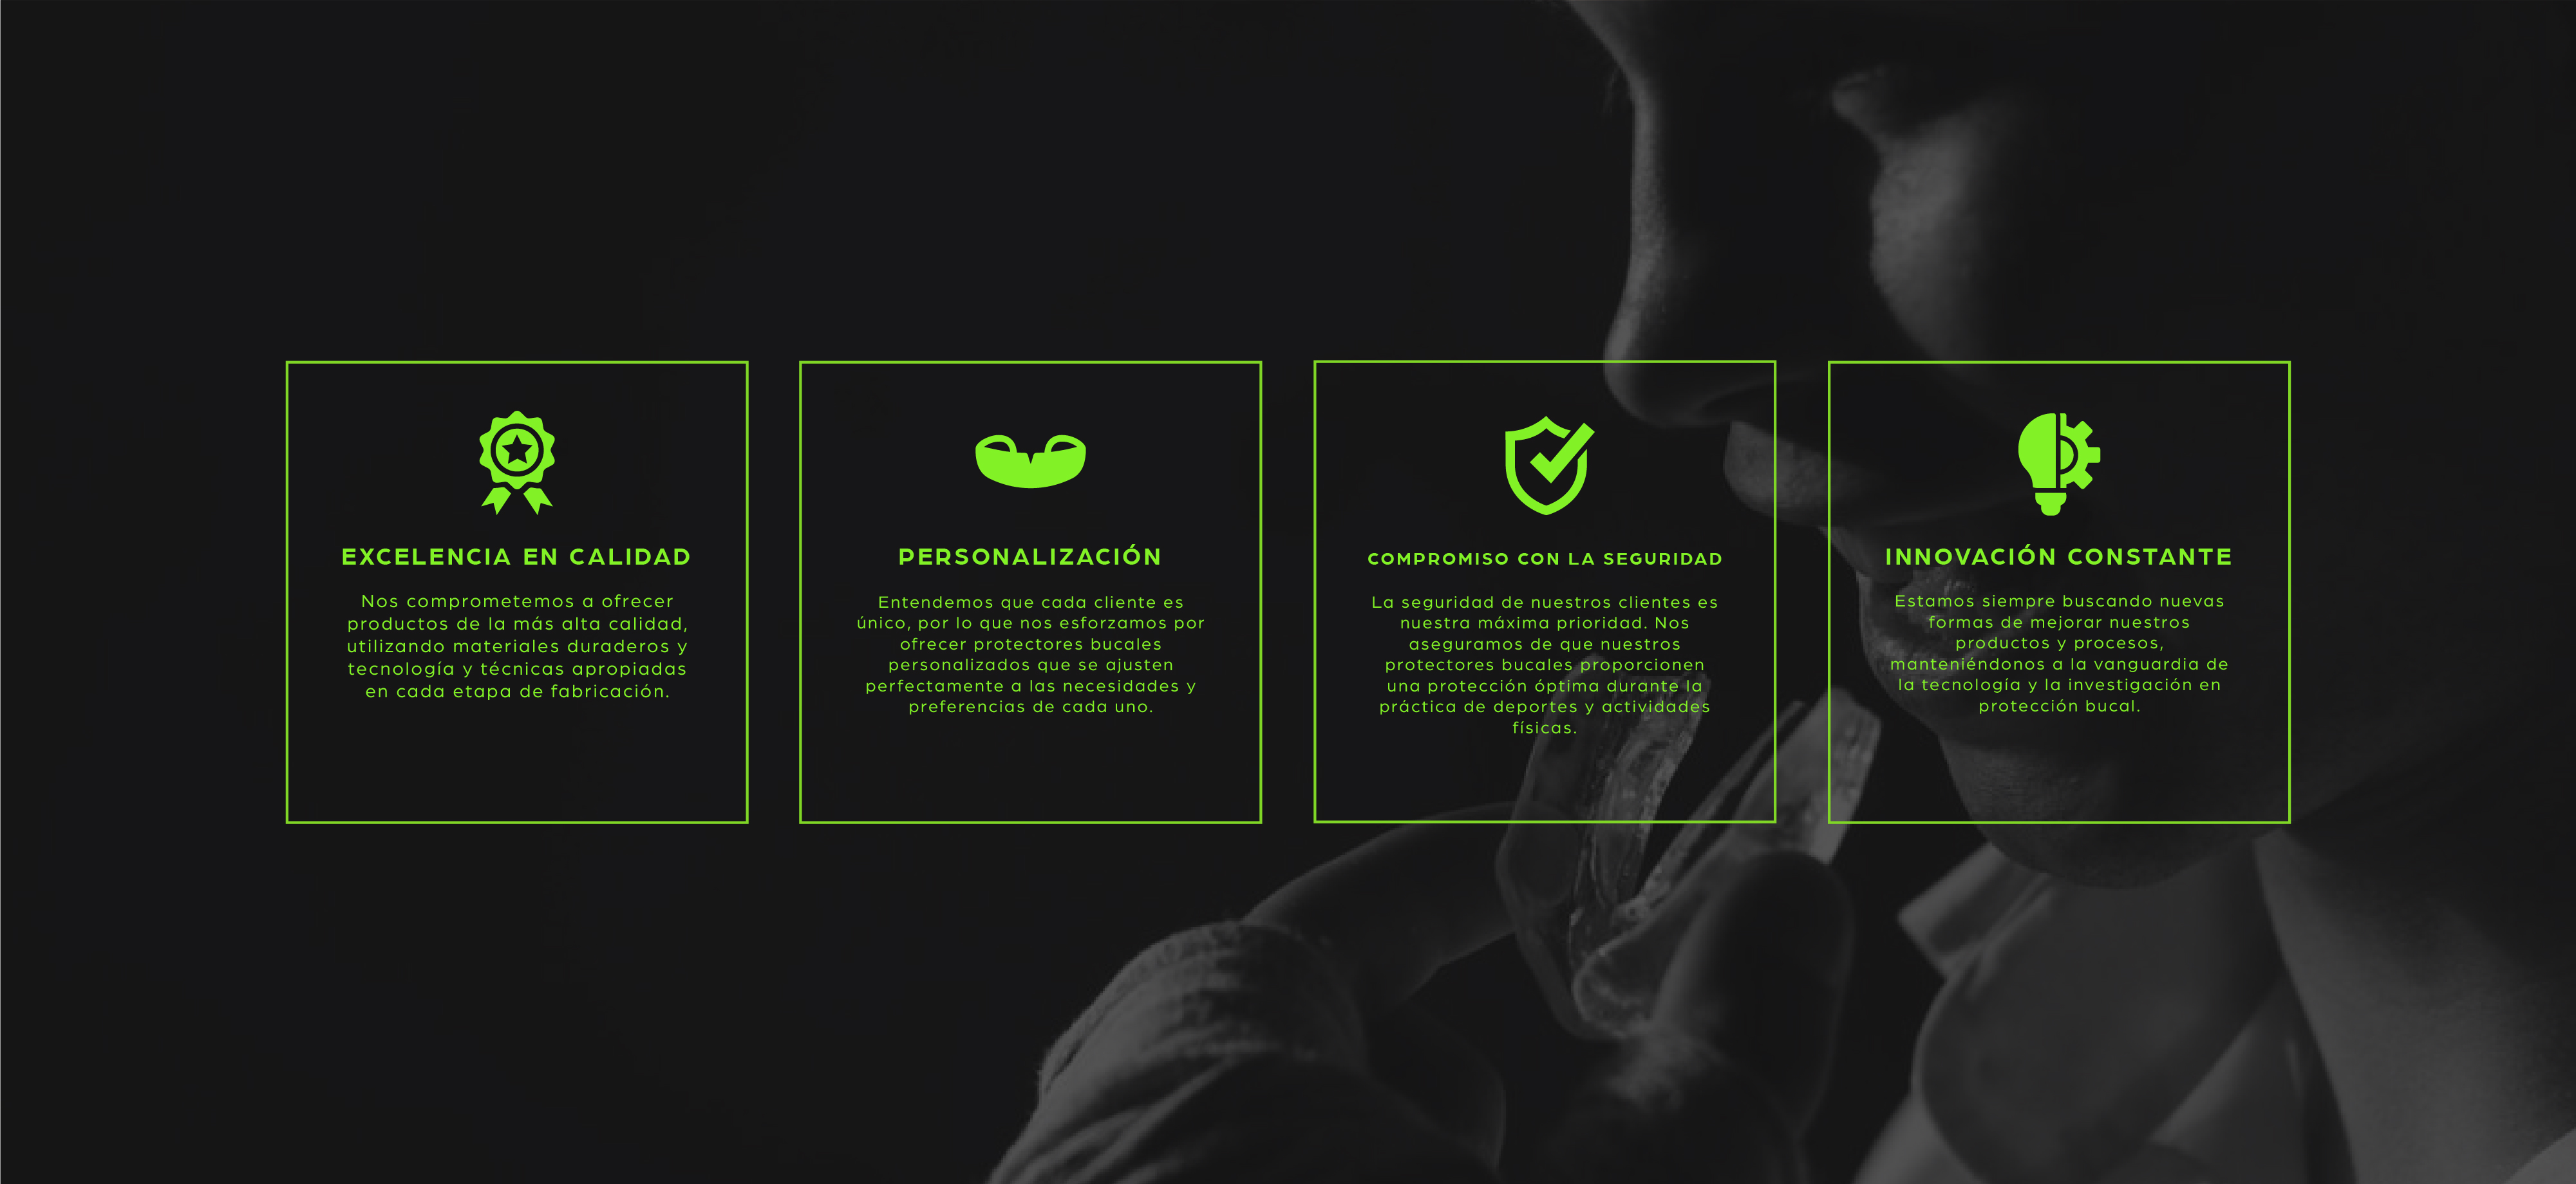 EXCELENCIA EN CALIDAD
Nos comprometemos a ofrecer
productos de la más alta calidad,
utilizando materiales duraderos y
tecnología y técnicas apropiadas
en cada etapa de fabricación.
PERSONALIZACIÓN
Entendemos que cada cliente es
único, por lo que nos esforzamos por
ofrecer protectores bucales
personalizados que se ajusten
perfectamente a las necesidades y
preferencias de cada uno.
COMPROMISO CON LA SEGURIDAD
La seguridad de nuestros clientes es
nuestra máxima prioridad. Nos
aseguramos de que nuestros
protectores bucales proporcionen
una protección óptima durante la
práctica de deportes y actividades
físicas.
INNOVACIÓN CONSTANTE
Estamos siempre buscando nuevas
formas de mejorar nuestros
productos y procesos,
manteniéndonos a la vanguardia de
la tecnología y la investigación en
protección bucal.